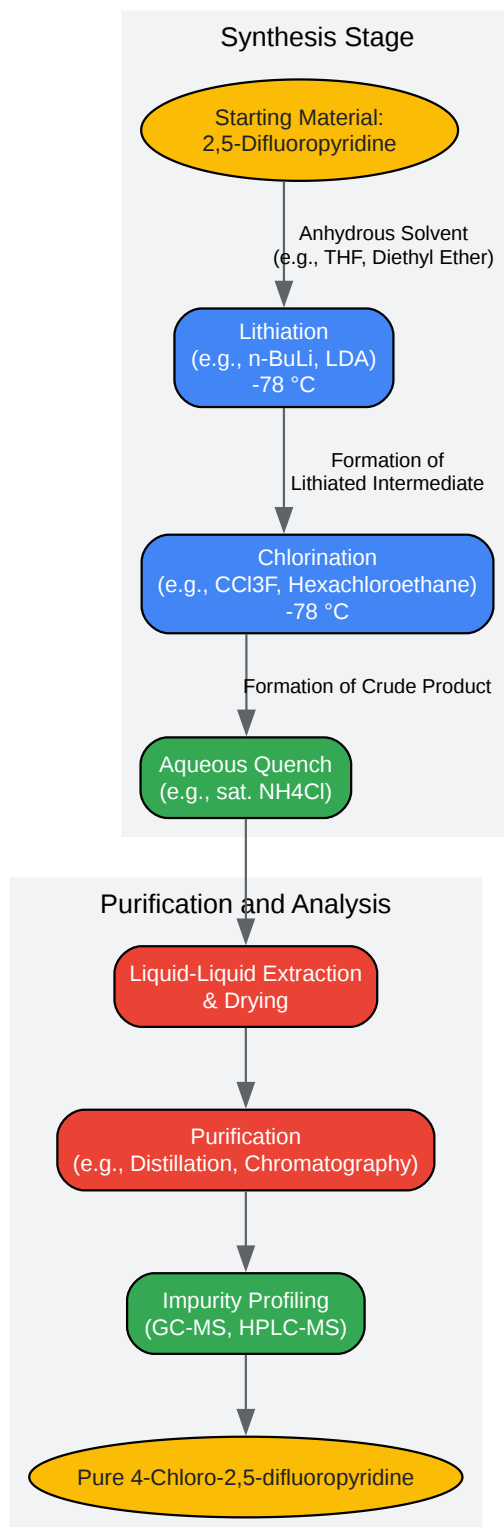 Synthesis Stage
Starting Material:
2,5-Difluoropyridine
Anhydrous Solvent
(e.g., THF, Diethyl Ether)
Lithiation
(e.g., n-BuLi, LDA)
-78 °C
Formation of
Lithiated Intermediate
Chlorination
(e.g., CCl3F, Hexachloroethane)
-78 °C
Formation of Crude Product
Aqueous Quench
(e.g., sat. NH4Cl)
Purification and Analysis
Liquid-Liquid Extraction
& Drying
Purification
(e.g., Distillation, Chromatography)
Impurity Profiling
(GC-MS, HPLC-MS)
Pure 4-Chloro-2,5-difluoropyridine